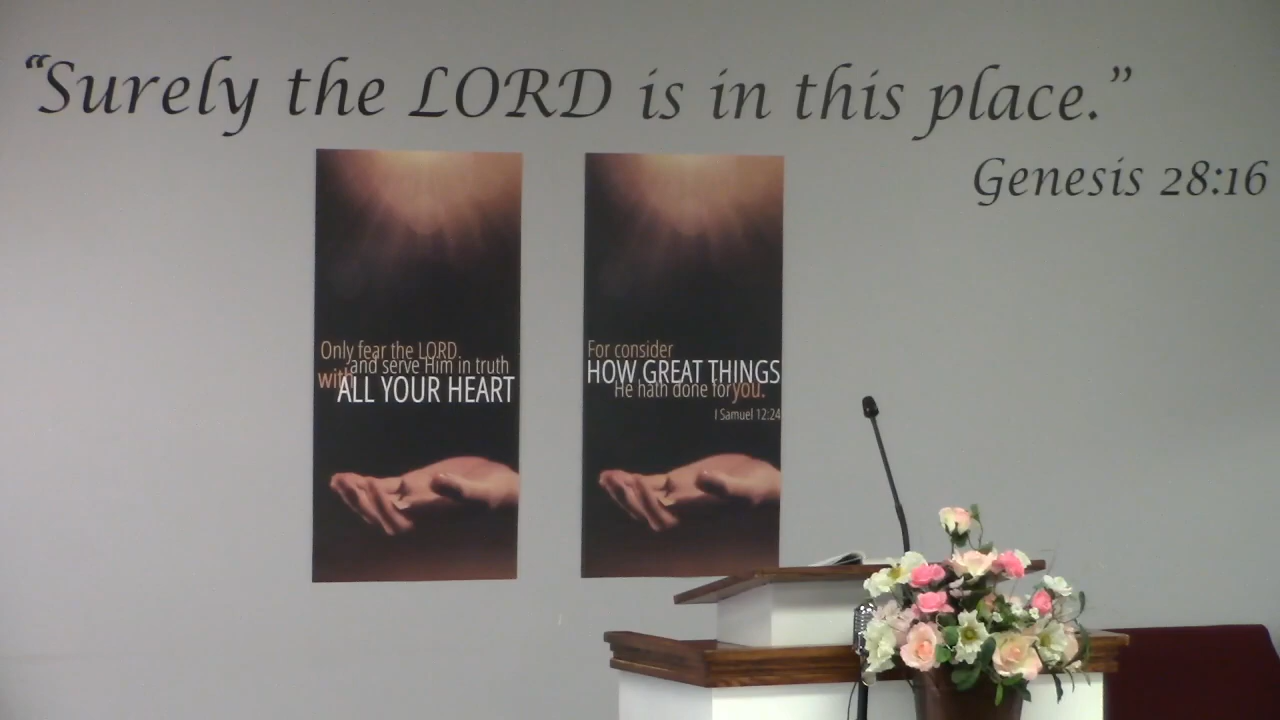 “Surely the LORD is in this place.”
Genesis 28:16
Only fear the LORD,
and serve Him in truth
with
ALL YOUR HEART
For consider
HOW GREAT THINGS
He hath done for you.
I Samuel 12:24